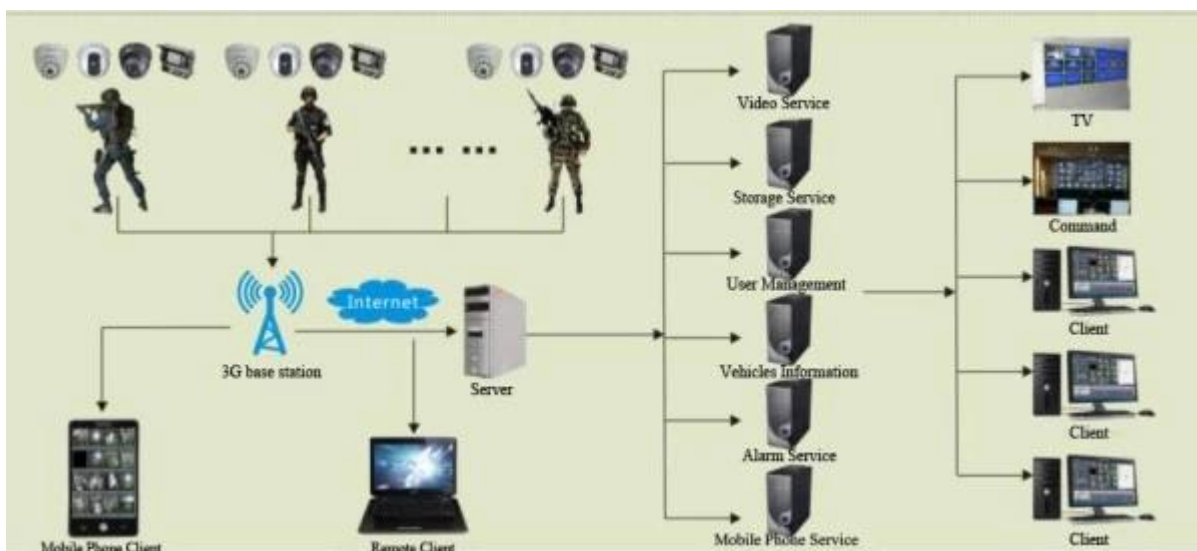 Video Service
TV
Storage Service
Command
Internet
User Management
3G base station
Server
Client
Vehicles Information
Client
Alarm Service
Mobile Phone Client
Remote Client
Mobile Phone Service
Client